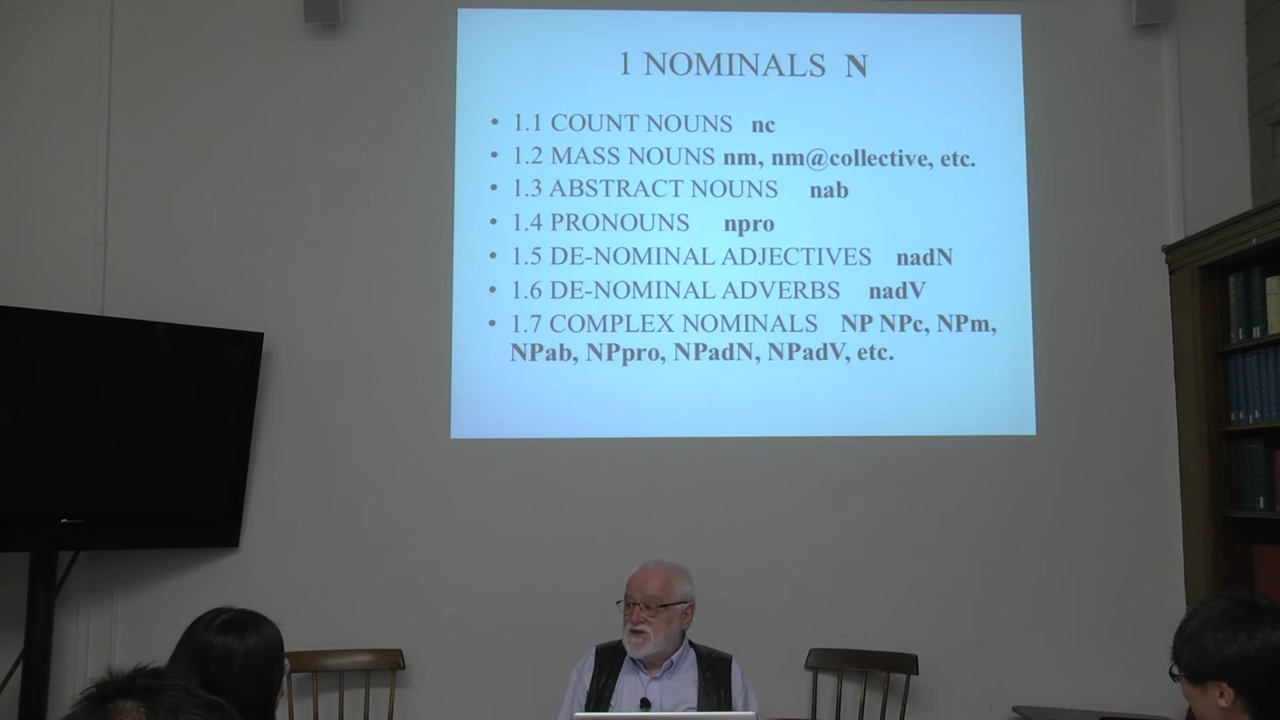 1 NOMINALS N
• 1.1 COUNT NOUNS nc
• 1.2 MASS NOUNS nm, nm@collective, etc.
• 1.3 ABSTRACT NOUNS nab
• 1.4 PRONOUNS npro
• 1.5 DE-NOMINAL ADJECTIVES nadN
• 1.6 DE-NOMINAL ADVERBS nadV
• 1.7 COMPLEX NOMINALS NP NPc, NPm,
NPab, NPpro, NPadN, NPadV, etc.